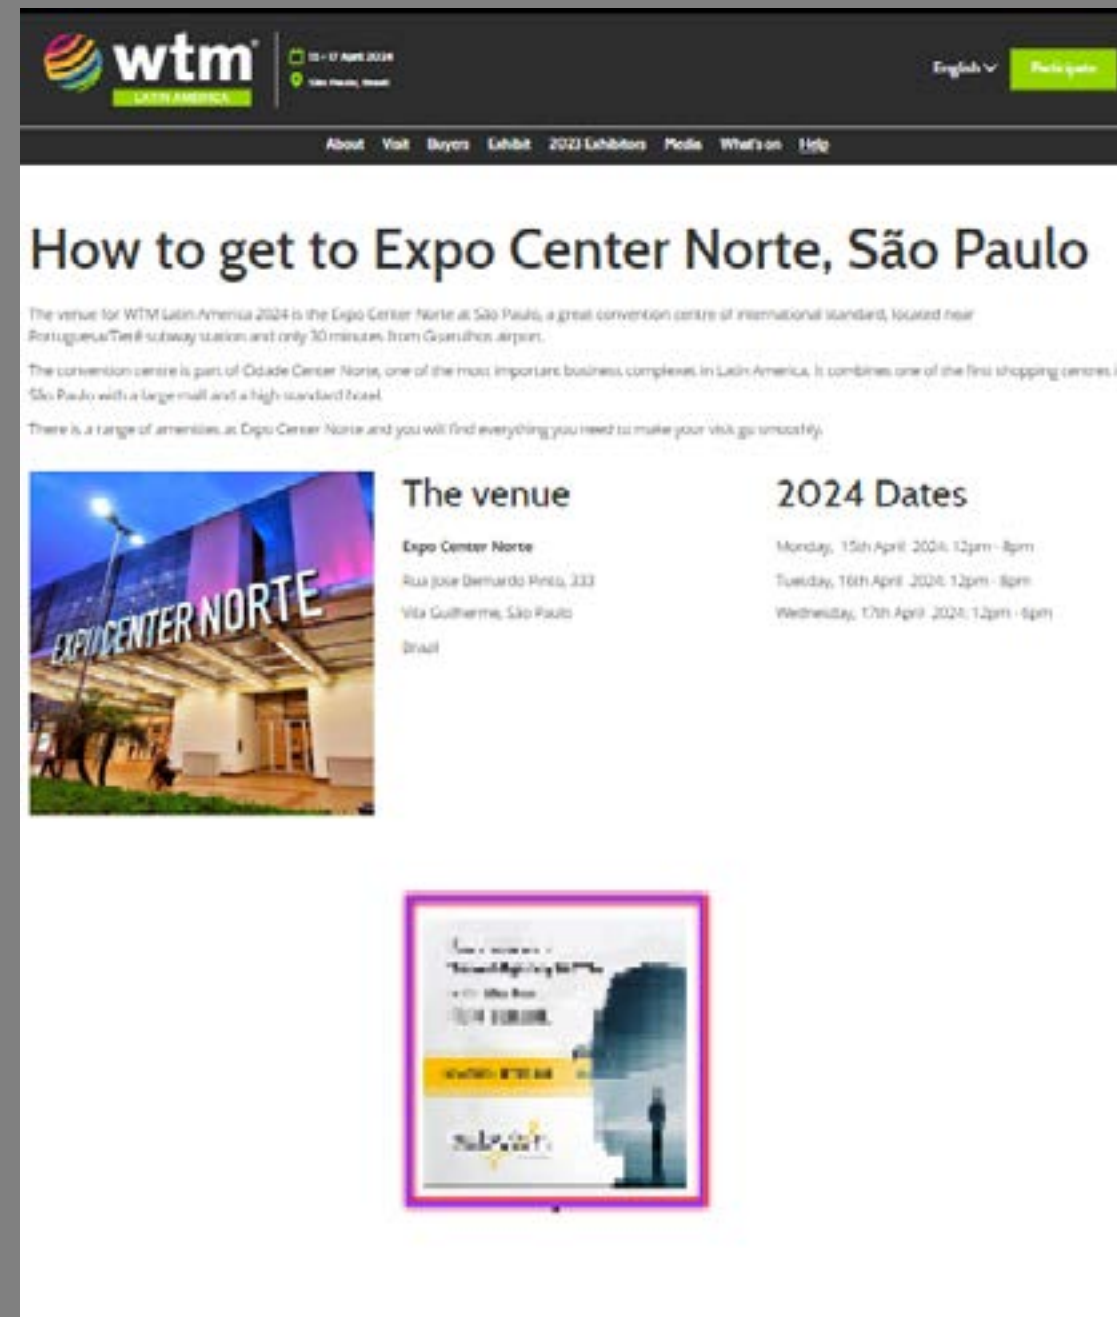 wtm
LATIN AMERICA
15 - 17 April 2024
São Paulo, Brazil
English
Participate
About Visit Buyers Exhibit 2023 Exhibitors Media What's on Help
How to get to Expo Center Norte, São Paulo
The venue for WTM Latin America 2024 is the Expo Center Norte at São Paulo, a great convention centre of international standard, located near
Portuguesa/Tietê subway station and only 30 minutes from Guarulhos airport.
The convention centre is part of Cidade Center Norte, one of the most important business complexes in Latin America. It combines one of the first shopping centres
São Paulo with a large mall and a high standard hotel.
There is a range of amenities at Expo Center Norte and you will find everything you need to make your visit go smoothly.
EXPO CENTER NORTE
The venue
Expo Center Norte
Rua Jose Bernardo Pinto, 333
Vila Guilherme, São Paulo
Brazil
2024 Dates
Monday, 15th April 2024: 12pm - 8pm
Tuesday, 16th April 2024: 12pm - 8pm
Wednesday, 17th April 2024: 12pm - 6pm